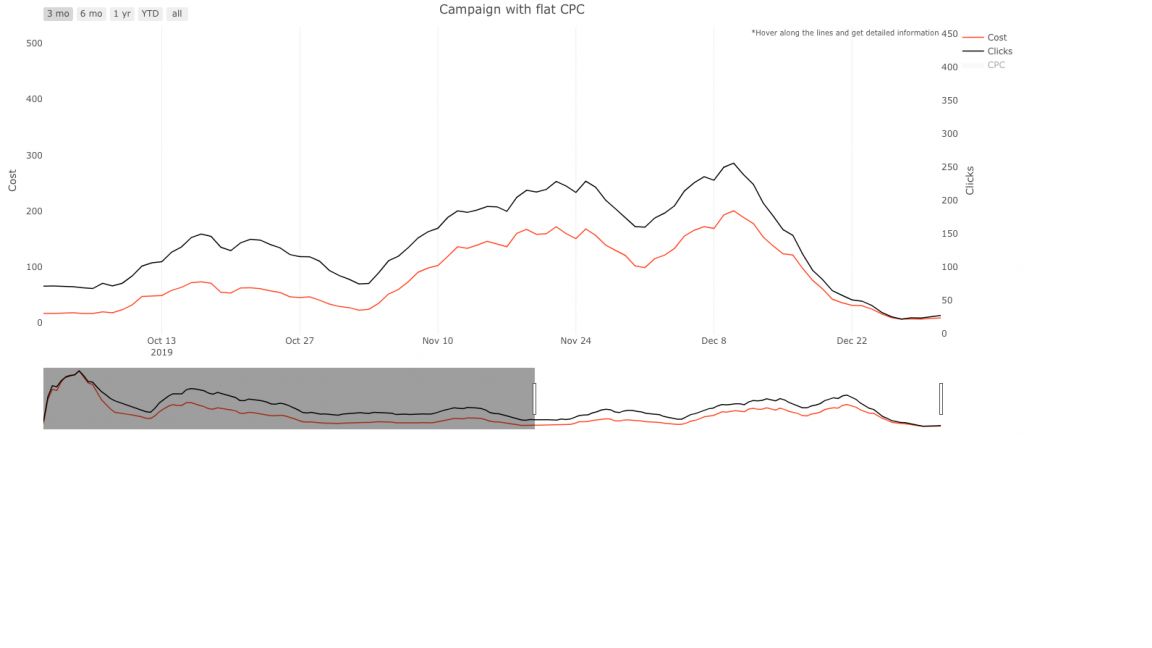 Campaign with flat CPC
3 mo 6 mo 1 yr YTD all
*Hover along the lines and get detailed information
Cost
Clicks
CPC
500
400
300
200
100
0
Cost
450
400
350
300
250
200
150
100
50
0
Clicks
Oct 13 Oct 27 Nov 10 Nov 24 Dec 8 Dec 22
2019